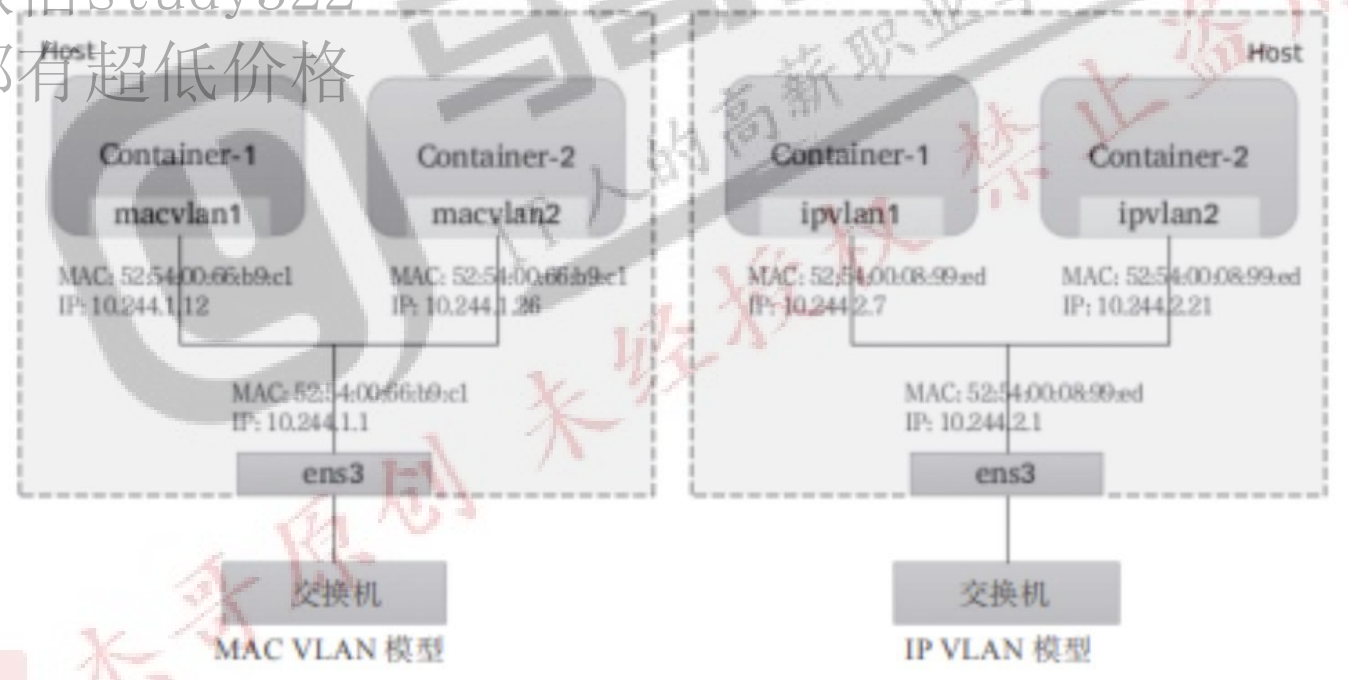 微信study322
都有超低价格
Host
Container-1
macvlan1
Container-2
macvlan2
MAC: 52:54:00:66:b9:c1
IP: 10.244.1.12
MAC: 52:54:00:66:b9:c1
IP: 10.244.1.26
MAC: 52:54:00:66:b9:c1
IP: 10.244.1.1
ens3
交换机
MAC VLAN 模型
Host
Container-1
ipvlan1
Container-2
ipvlan2
MAC: 52:54:00:08:99:ed
IP: 10.244.2.7
MAC: 52:54:00:08:99:ed
IP: 10.244.2.21
MAC: 52:54:00:08:99:ed
IP: 10.244.2.1
ens3
交换机
IP VLAN 模型
人的高薪职业
未经授权 禁止
原创